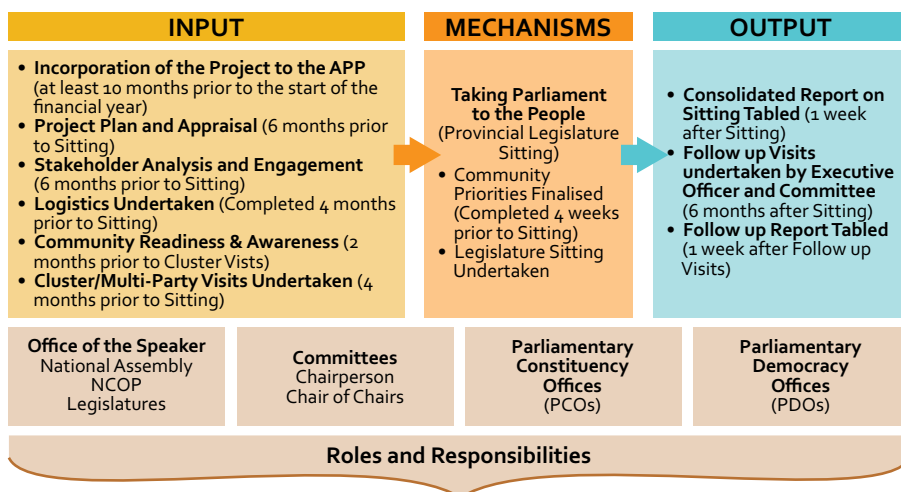 INPUT
• Incorporation of the Project to the APP
(at least 10 months prior to the start of the
financial year)
• Project Plan and Appraisal (6 months prior
to Sitting)
• Stakeholder Analysis and Engagement
(6 months prior to Sitting)
• Logistics Undertaken (Completed 4 months
prior to Sitting)
• Community Readiness & Awareness (2
months prior to Cluster Vists)
• Cluster/Multi-Party Visits Undertaken (4
months prior to Sitting)
MECHANISMS
Taking Parliament
to the People
(Provincial Legislature
Sitting)
• Community
Priorities Finalised
(Completed 4 weeks
prior to Sitting)
• Legislature Sitting
Undertaken
OUTPUT
• Consolidated Report on
Sitting Tabled (1 week
after Sitting)
• Follow up Visits
undertaken by Executive
Officer and Committee
(6 months after Sitting)
• Follow up Report Tabled
(1 week after Follow up
Visits)
Office of the Speaker
National Assembly
NCOP
Legislatures
Committees
Chairperson
Chair of Chairs
Parliamentary
Constituency
Offices
(PCOs)
Parliamentary
Democracy
Offices
(PDOs)
Roles and Responsibilities